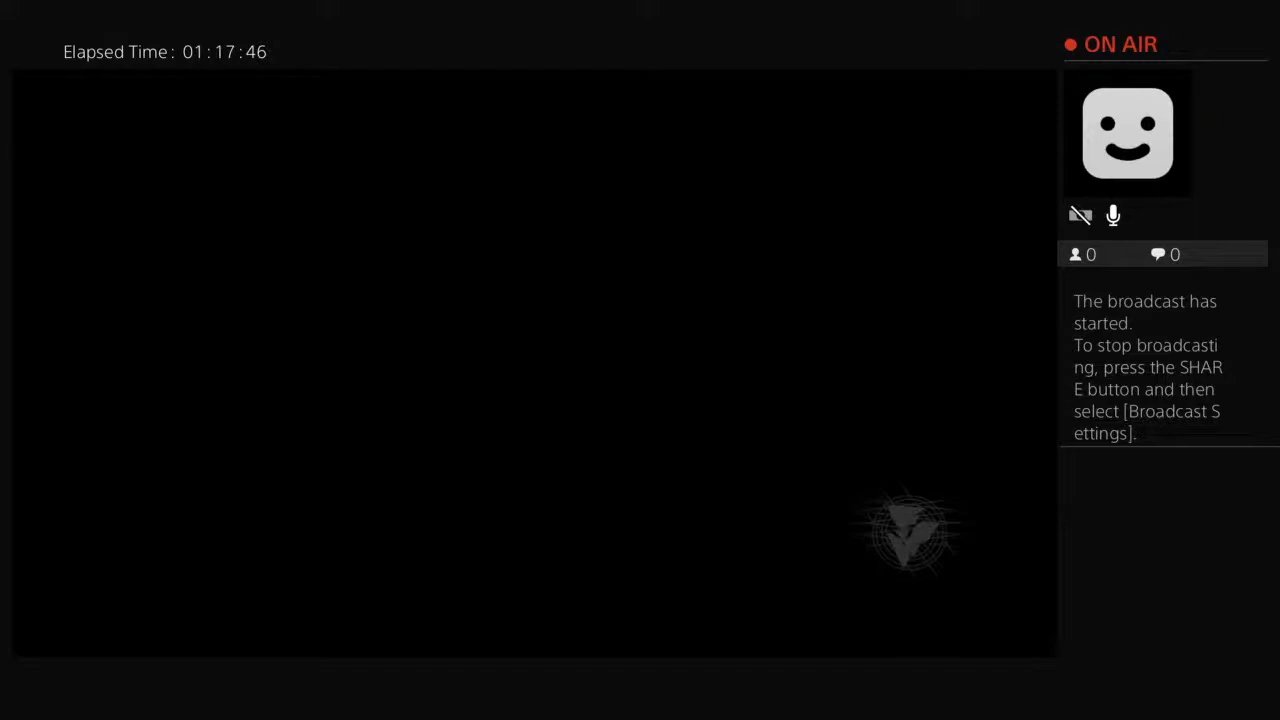 Elapsed Time: 01:17:46
ON AIR
0 0
The broadcast has
started.
To stop broadcasti
ng, press the SHAR
E button and then
select [Broadcast S
ettings].